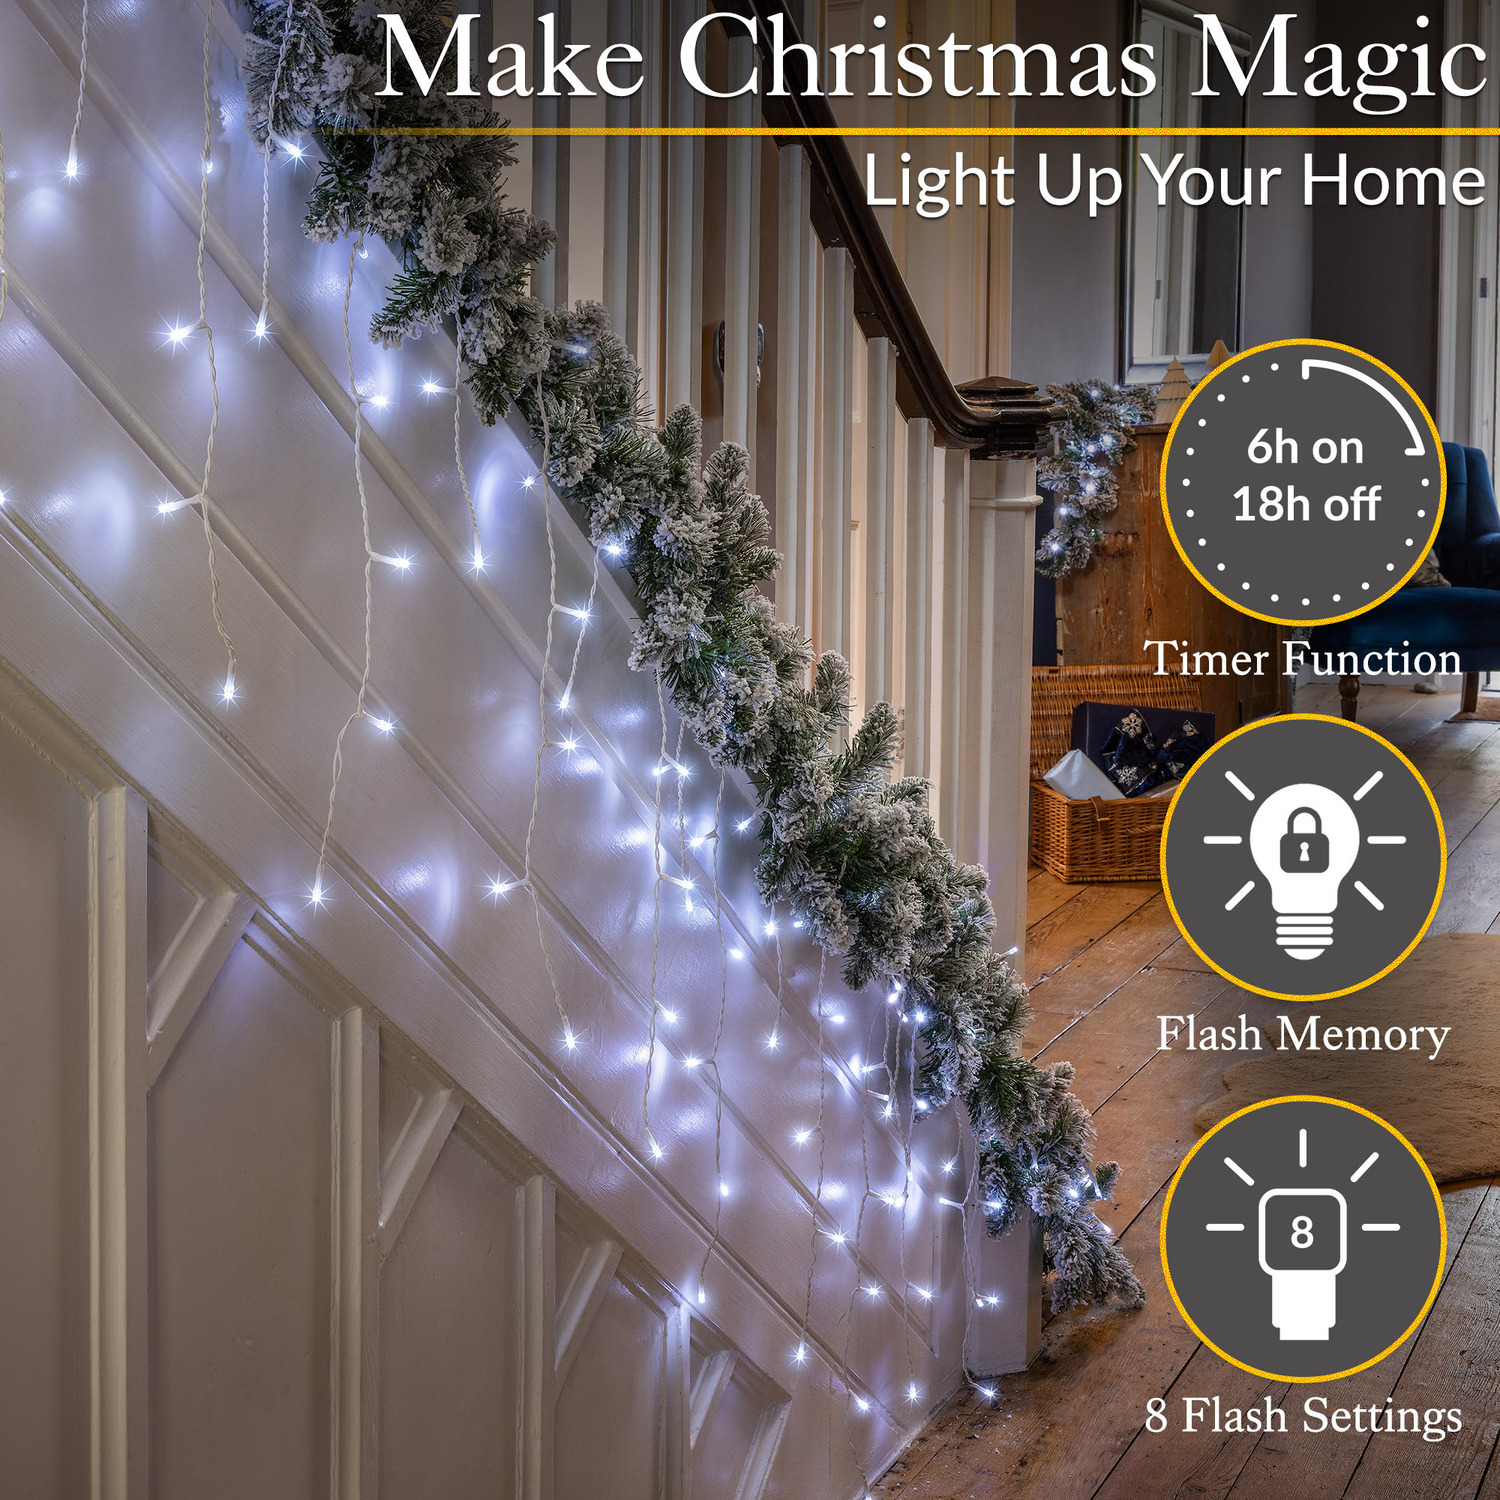 Make Christmas Magic
Light Up Your Home
6h on
18h off
Timer Function
Flash Memory
8
8 Flash Settings